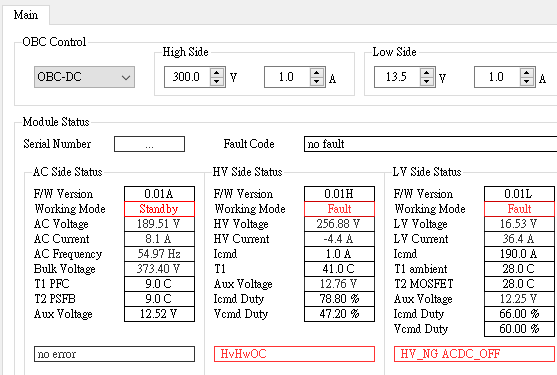 Main
OBC Control
OBC-DC
High Side
300.0 V 1.0 A
Low Side
13.5 V 1.0 A
Module Status
Serial Number ... Fault Code no fault
AC Side Status
F/W Version 0.01A
Working Mode Standby
AC Voltage 189.51 V
AC Current 8.1 A
AC Frequency 54.97 Hz
Bulk Voltage 373.40 V
T1 PFC 9.0 C
T2 PSFB 9.0 C
Aux Voltage 12.52 V
no error
HV Side Status
F/W Version 0.01H
Working Mode Fault
HV Voltage 256.88 V
HV Current -4.4 A
Icmd 1.0 A
T1 41.0 C
Aux Voltage 12.76 V
Icmd Duty 78.80 %
Vcmd Duty 47.20 %
HvHwOC
LV Side Status
F/W Version 0.01L
Working Mode Fault
LV Voltage 16.53 V
LV Current 36.4 A
Icmd 190.0 A
T1 ambient 28.0 C
T2 MOSFET 28.0 C
Aux Voltage 12.25 V
Icmd Duty 66.00 %
Vcmd Duty 60.00 %
HV_NG ACDC_OFF